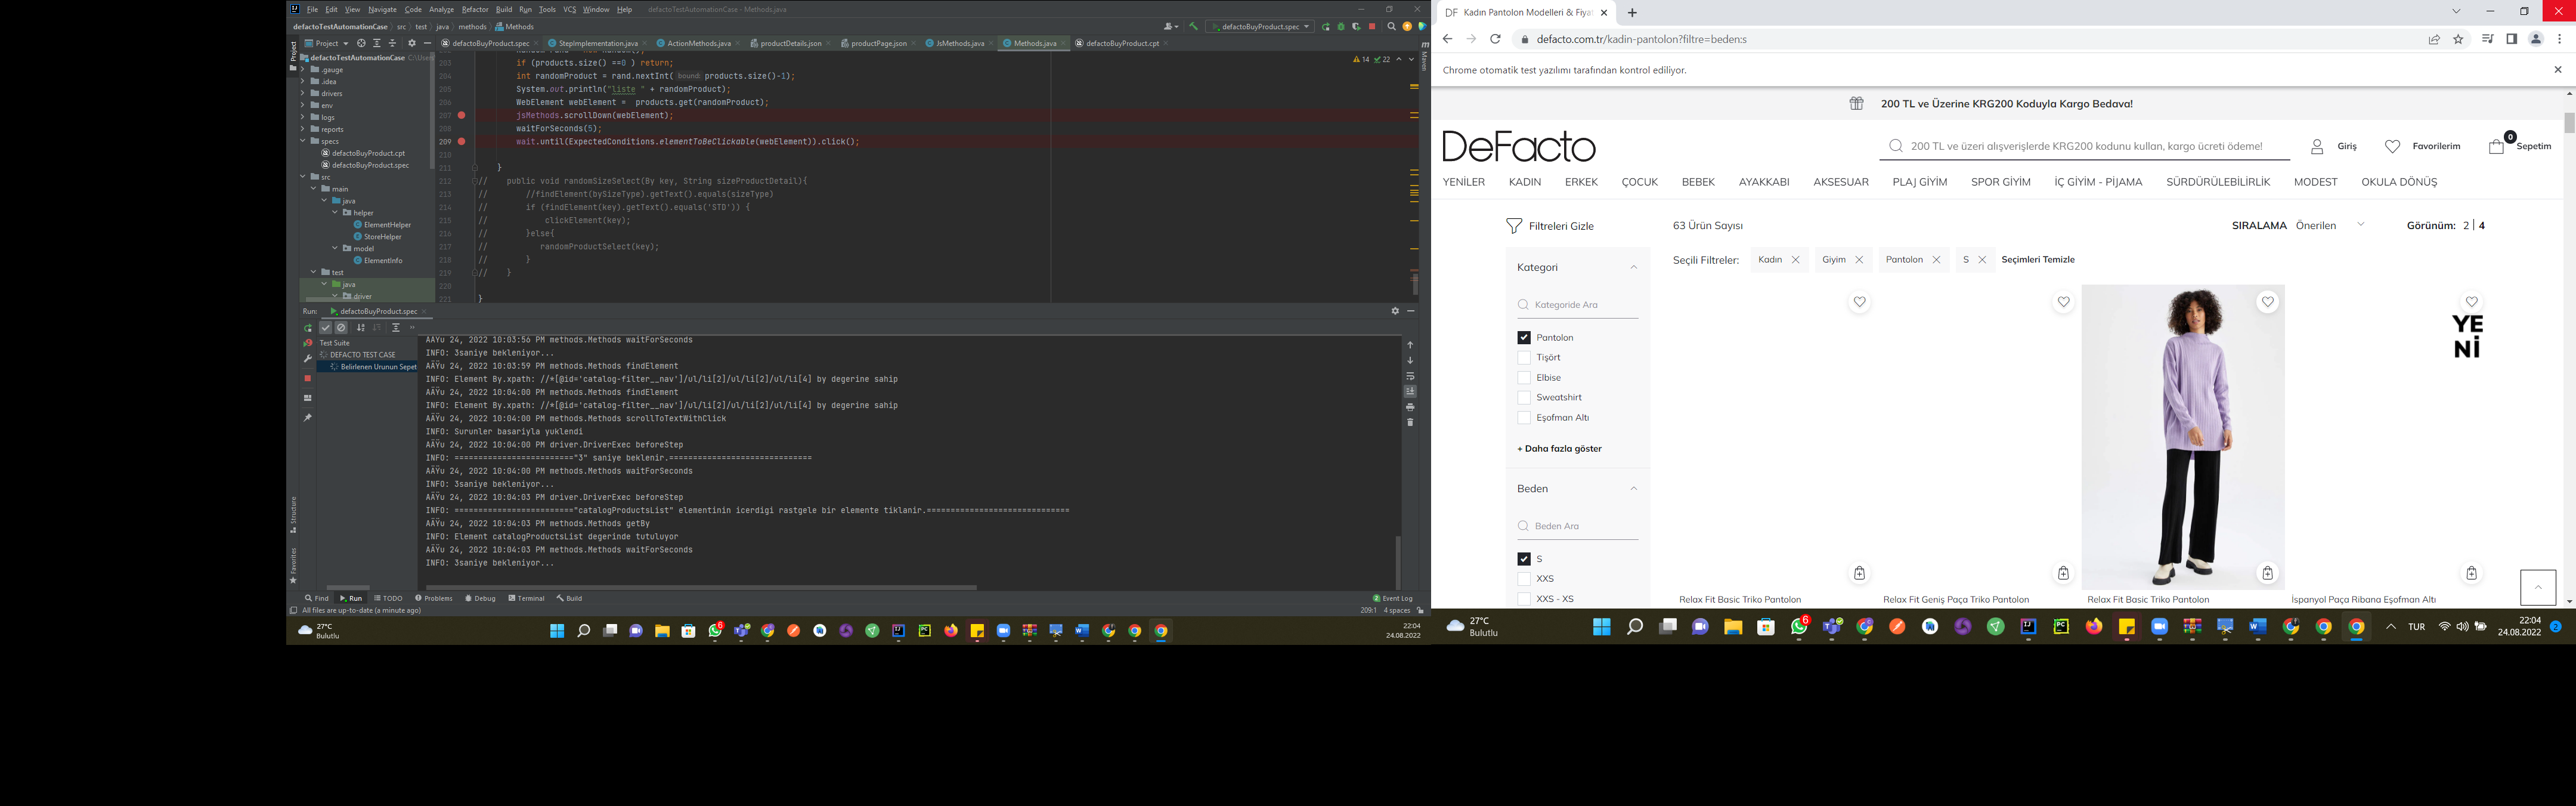 File Edit View Navigate Code Analyze Refactor Build Run Tools VCS Window Help defactoTestAutomationCase - Methods.java
defactoTestAutomationCase src test java methods Methods
defactoBuyProduct.spec
Project
defactoBuyProduct.spec StepImplementation.java ActionMethods.java productDetails.json productPage.json JsMethods.java Methods.java defactoBuyProduct.cpt
defactoTestAutomationCase C:\Users
.gauge
.idea
drivers
env
logs
reports
specs
defactoBuyProduct.cpt
defactoBuyProduct.spec
src
main
java
helper
ElementHelper
StoreHelper
model
ElementInfo
test
java
driver
Project
Maven
Structure
Favorites
14 22
203 if (products.size() ==0 ) return;
204 int randomProduct = rand.nextInt( bound: products.size()-1);
205 System.out.println("liste " + randomProduct);
206 WebElement webElement = products.get(randomProduct);
207 jsMethods.scrollDown(webElement);
208 waitForSeconds(5);
209 wait.until(ExpectedConditions.elementToBeClickable(webElement)).click();
210
211 }
212 // public void randomSizeSelect(By key, String sizeProductDetail){
213 // //findElement(bySizeType).getText().equals(sizeType)
214 // if (findElement(key).getText().equals('STD')) {
215 // clickElement(key);
216 // }else{
217 // randomProductSelect(key);
218 // }
219 // }
220
221 }
Run: defactoBuyProduct.spec
Test Suite
DEFACTO TEST CASE
Belirlenen Urunun Sepet
AÄŸu 24, 2022 10:03:56 PM methods.Methods waitForSeconds
INFO: 3saniye bekleniyor...
AÄŸu 24, 2022 10:03:59 PM methods.Methods findElement
INFO: Element By.xpath: //*[@id='catalog-filter__nav']/ul/li[2]/ul/li[2]/ul/li[4] by degerine sahip
AÄŸu 24, 2022 10:04:00 PM methods.Methods findElement
INFO: Element By.xpath: //*[@id='catalog-filter__nav']/ul/li[2]/ul/li[2]/ul/li[4] by degerine sahip
AÄŸu 24, 2022 10:04:00 PM methods.Methods scrollToTextWithClick
INFO: Surunler basariyla yuklendi
AÄŸu 24, 2022 10:04:00 PM driver.DriverExec beforeStep
INFO: ========================="3" saniye beklenir.==============================
AÄŸu 24, 2022 10:04:00 PM methods.Methods waitForSeconds
INFO: 3saniye bekleniyor...
AÄŸu 24, 2022 10:04:03 PM driver.DriverExec beforeStep
INFO: ========================="catalogProductsList" elementinin icerdigi rastgele bir elemente tiklanir.==============================
AÄŸu 24, 2022 10:04:03 PM methods.Methods getBy
INFO: Element catalogProductsList degerinde tutuluyor
AÄŸu 24, 2022 10:04:03 PM methods.Methods waitForSeconds
INFO: 3saniye bekleniyor...
Find Run TODO Problems Debug Terminal Build Event Log
All files are up-to-date (a minute ago) 209:1 4 spaces
27°C
Bulutlu
6
22:04
24.08.2022
DF Kadın Pantolon Modelleri & Fiya
defacto.com.tr/kadin-pantolon?filtre=beden:s
Chrome otomatik test yazılımı tarafından kontrol ediliyor.
200 TL ve Üzerine KRG200 Koduyla Kargo Bedava!
DeFacto
200 TL ve üzeri alışverişlerde KRG200 kodunu kullan, kargo ücreti ödeme!
Giriş Favorilerim 0 Sepetim
YENİLER KADIN ERKEK ÇOCUK BEBEK AYAKKABI AKSESUAR PLAJ GİYİM SPOR GİYİM İÇ GİYİM - PİJAMA SÜRDÜRÜLEBİLİRLİK MODEST OKULA DÖNÜŞ
Filtreleri Gizle 63 Ürün Sayısı SIRALAMA Önerilen Görünüm: 2 | 4
Seçili Filtreler: Kadın Giyim Pantolon S Seçimleri Temizle
Kategori
Kategoride Ara
Pantolon
Tişört
Elbise
Sweatshirt
Eşofman Altı
+ Daha fazla göster
Beden
Beden Ara
S
XXS
XXS - XS
YE
Nİ
Relax Fit Basic Triko Pantolon Relax Fit Geniş Paça Triko Pantolon Relax Fit Basic Triko Pantolon İspanyol Paça Ribana Eşofman Altı
27°C
Bulutlu
6
TUR
22:04
24.08.2022
2